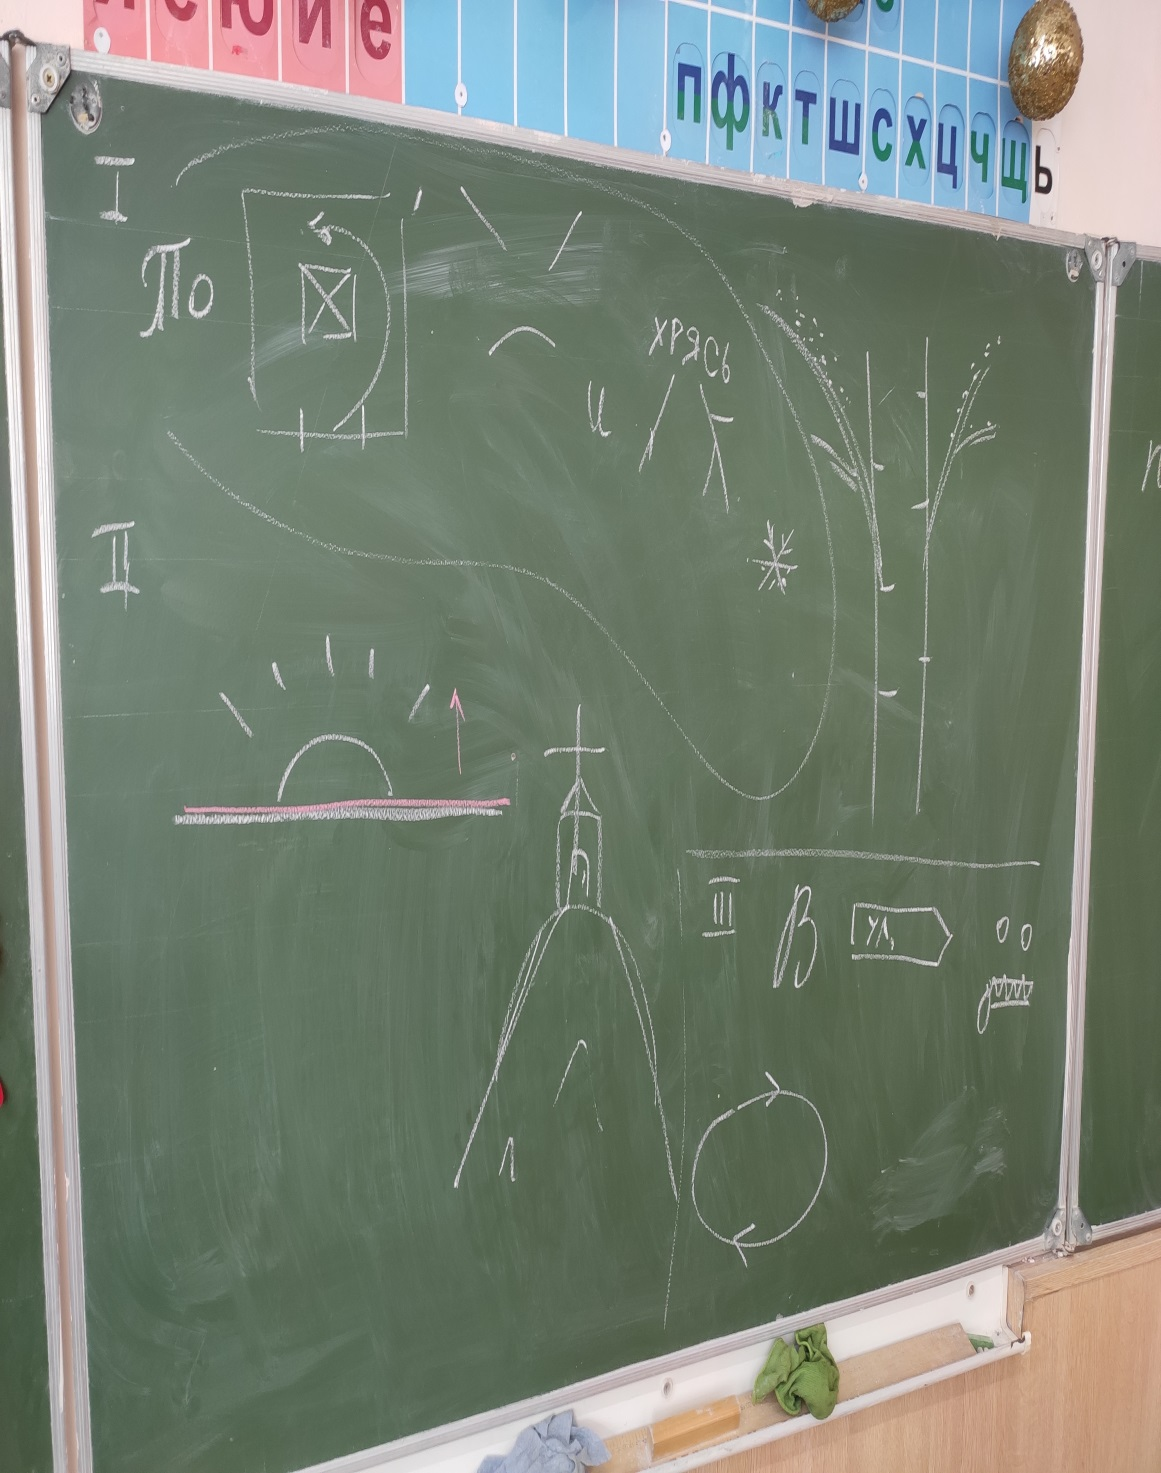 е ю и е
п ф к т ш с х ц ч щ ь
I
По
хрясь
и
II
III В ул.